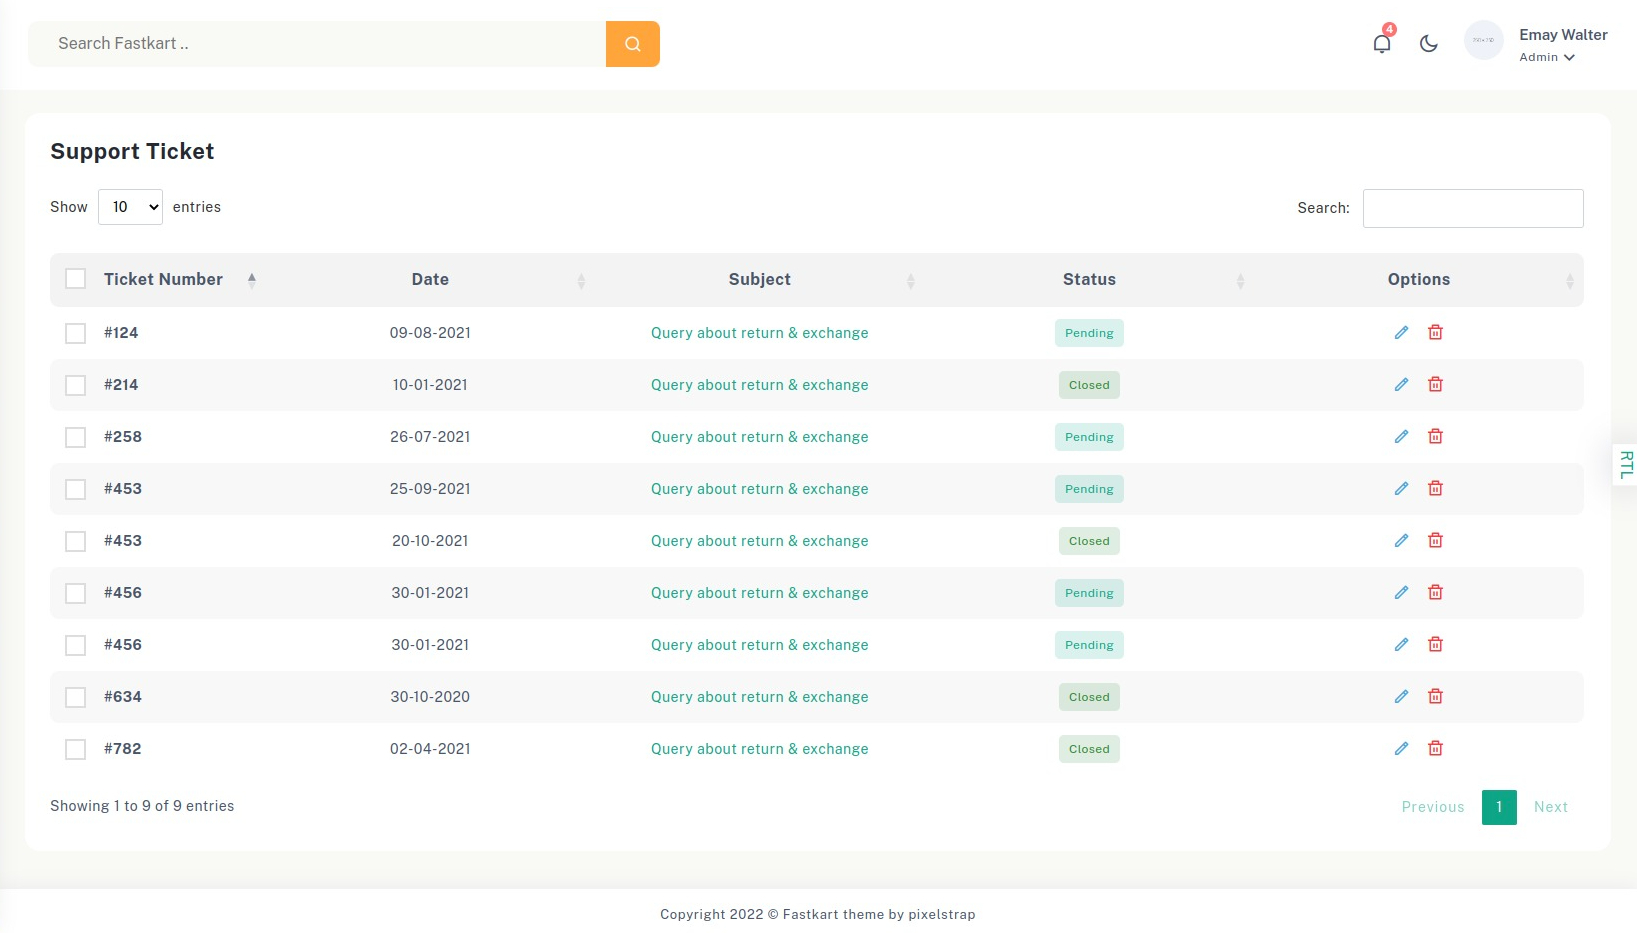 Search Fastkart ..
4
Emay Walter
Admin
Support Ticket
Show 10 entries
Search:
Ticket Number Date Subject Status Options
#124 09-08-2021 Query about return & exchange Pending
#214 10-01-2021 Query about return & exchange Closed
#258 26-07-2021 Query about return & exchange Pending
#453 25-09-2021 Query about return & exchange Pending
#453 20-10-2021 Query about return & exchange Closed
#456 30-01-2021 Query about return & exchange Pending
#456 30-01-2021 Query about return & exchange Pending
#634 30-10-2020 Query about return & exchange Closed
#782 02-04-2021 Query about return & exchange Closed
RTL
Showing 1 to 9 of 9 entries
Previous 1 Next
Copyright 2022 © Fastkart theme by pixelstrap